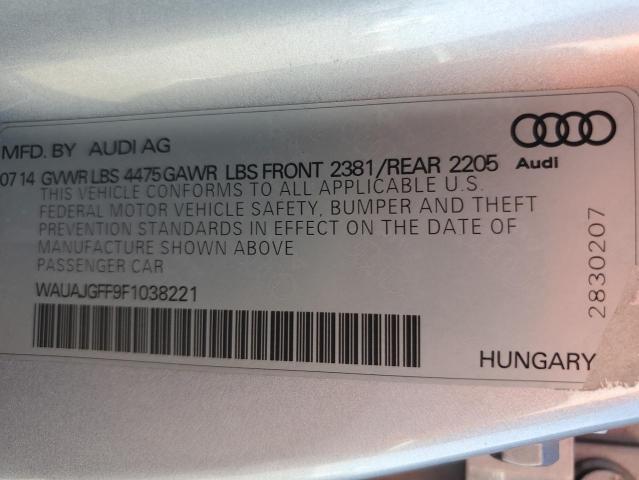 MFD. BY AUDI AG
07 14 GVWR LBS 4475 GAWR LBS FRONT 2381/REAR 2205
Audi
THIS VEHICLE CONFORMS TO ALL APPLICABLE U.S.
FEDERAL MOTOR VEHICLE SAFETY, BUMPER AND THEFT
PREVENTION STANDARDS IN EFFECT ON THE DATE OF
MANUFACTURE SHOWN ABOVE
PASSENGER CAR
WAUAJGFF9F1038221
HUNGARY
2830207